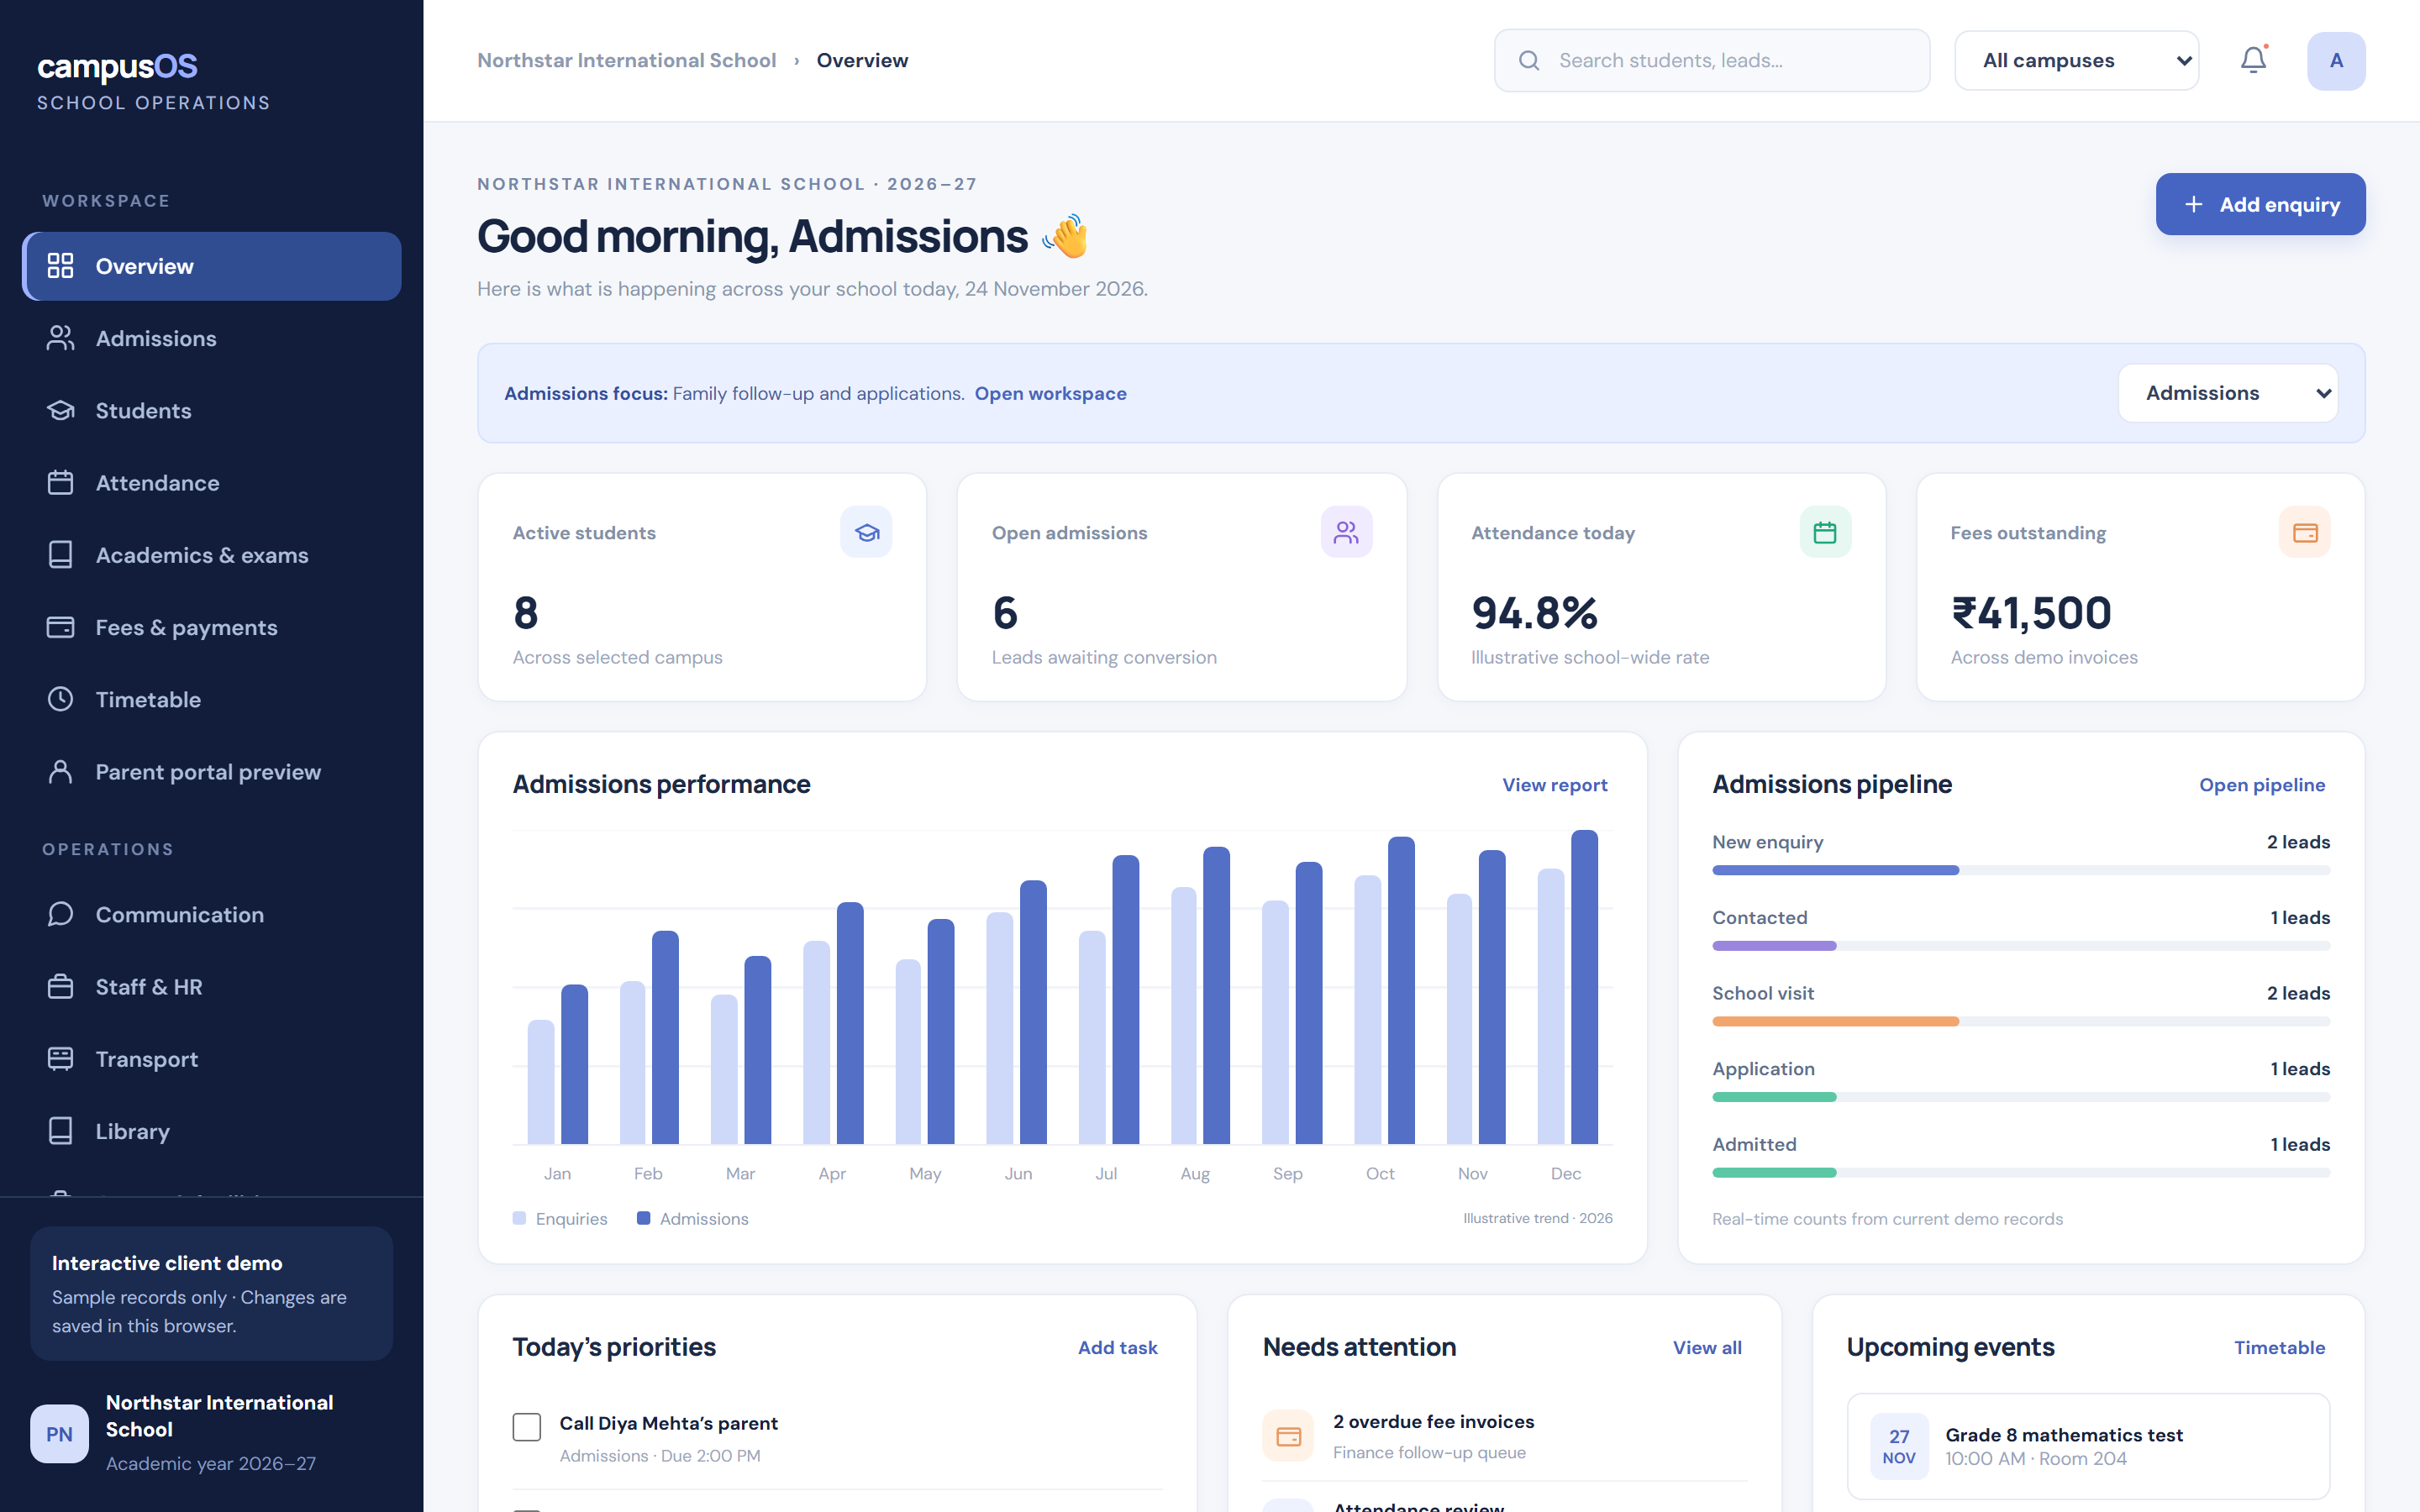 campusOS
SCHOOL OPERATIONS
WORKSPACE
Overview
Admissions
Students
Attendance
Academics & exams
Fees & payments
Timetable
Parent portal preview
OPERATIONS
Communication
Staff & HR
Transport
Library
Interactive client demo
Sample records only · Changes are
saved in this browser.
PN
Northstar International
School
Academic year 2026–27
Northstar International School › Overview
Search students, leads...
All campuses
A
NORTHSTAR INTERNATIONAL SCHOOL · 2026–27
Good morning, Admissions 👋
Here is what is happening across your school today, 24 November 2026.
Add enquiry
Admissions focus: Family follow-up and applications. Open workspace
Admissions
Active students
8
Across selected campus
Open admissions
6
Leads awaiting conversion
Attendance today
94.8%
Illustrative school-wide rate
Fees outstanding
₹41,500
Across demo invoices
Admissions performance
View report
Jan Feb Mar Apr May Jun Jul Aug Sep Oct Nov Dec
Enquiries Admissions
Illustrative trend · 2026
Admissions pipeline
Open pipeline
New enquiry 2 leads
Contacted 1 leads
School visit 2 leads
Application 1 leads
Admitted 1 leads
Real-time counts from current demo records
Today's priorities
Add task
Call Diya Mehta's parent
Admissions · Due 2:00 PM
Needs attention
View all
2 overdue fee invoices
Finance follow-up queue
Attendance review
Upcoming events
Timetable
27
NOV
Grade 8 mathematics test
10:00 AM · Room 204